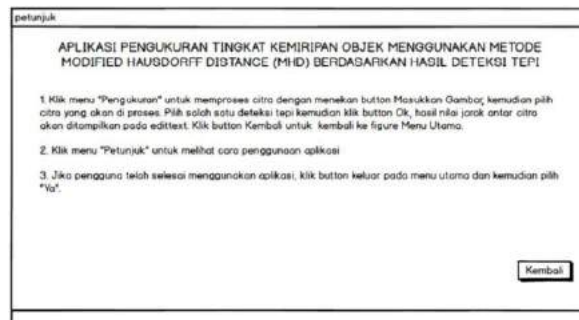 petunjuk
APLIKASI PENGUKURAN TINGKAT KEMIRIPAN OBJEK MENGGUNAKAN METODE
MODIFIED HAUSDORFF DISTANCE (MHD) BERDASARKAN HASIL DETEKSI TEPI
1. Klik menu "Pengukuran" untuk memproses citra dengan menekan button Masukkan Gambar, kemudian pilih
citra yang akan di proses. Pilih salah satu deteksi tepi kemudian klik button Ok, hasil nilai jarak antar citra
akan ditampilkan pada edittext. Klik button Kembali untuk kembali ke figure Menu Utama.
2. Klik menu "Petunjuk" untuk melihat cara penggunaan aplikasi
3. Jika pengguna telah selesai menggunakan aplikasi, klik button keluar pada menu utama dan kemudian pilih
"Ya".
Kembali